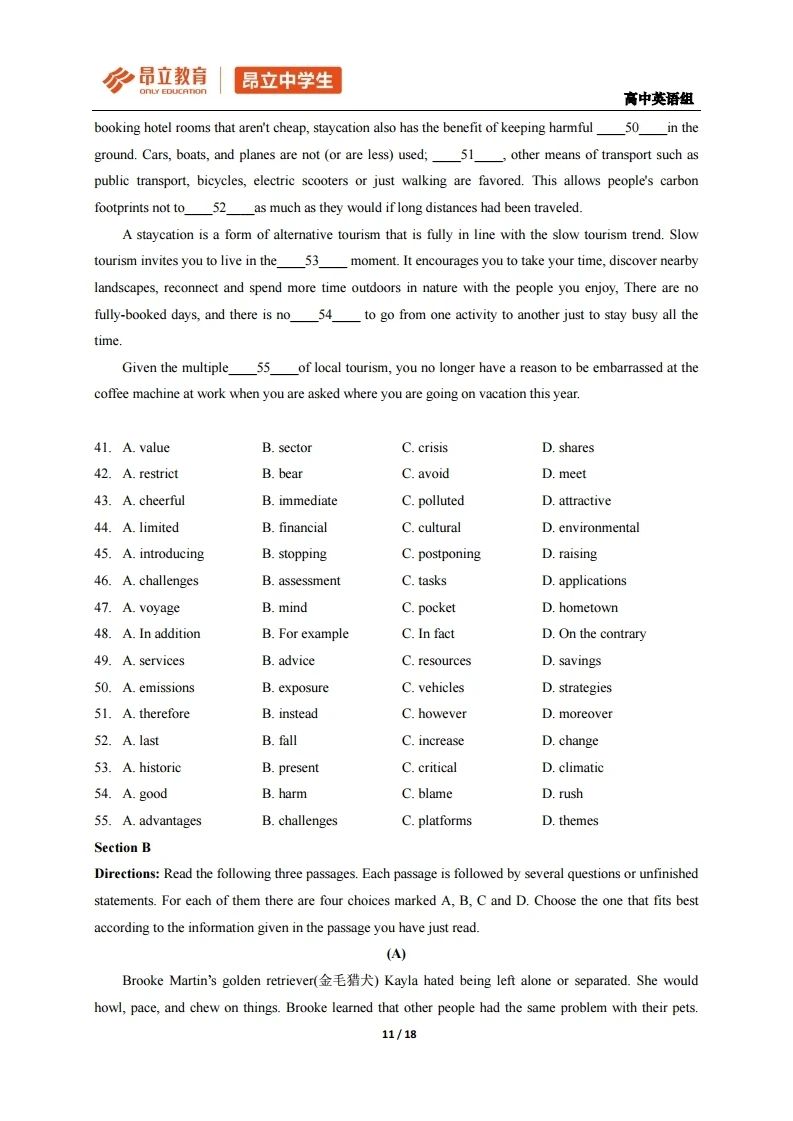 昂立教育
ONLY EDUCATION
昂立中学生
高中英语组
booking hotel rooms that aren't cheap, staycation also has the benefit of keeping harmful ____50____in the
ground. Cars, boats, and planes are not (or are less) used; ____51____, other means of transport such as
public transport, bicycles, electric scooters or just walking are favored. This allows people's carbon
footprints not to____52____as much as they would if long distances had been traveled.
A staycation is a form of alternative tourism that is fully in line with the slow tourism trend. Slow
tourism invites you to live in the____53____ moment. It encourages you to take your time, discover nearby
landscapes, reconnect and spend more time outdoors in nature with the people you enjoy, There are no
fully-booked days, and there is no____54____ to go from one activity to another just to stay busy all the
time.
Given the multiple____55____of local tourism, you no longer have a reason to be embarrassed at the
coffee machine at work when you are asked where you are going on vacation this year.
41. A. value B. sector C. crisis D. shares
42. A. restrict B. bear C. avoid D. meet
43. A. cheerful B. immediate C. polluted D. attractive
44. A. limited B. financial C. cultural D. environmental
45. A. introducing B. stopping C. postponing D. raising
46. A. challenges B. assessment C. tasks D. applications
47. A. voyage B. mind C. pocket D. hometown
48. A. In addition B. For example C. In fact D. On the contrary
49. A. services B. advice C. resources D. savings
50. A. emissions B. exposure C. vehicles D. strategies
51. A. therefore B. instead C. however D. moreover
52. A. last B. fall C. increase D. change
53. A. historic B. present C. critical D. climatic
54. A. good B. harm C. blame D. rush
55. A. advantages B. challenges C. platforms D. themes
Section B
Directions: Read the following three passages. Each passage is followed by several questions or unfinished
statements. For each of them there are four choices marked A, B, C and D. Choose the one that fits best
according to the information given in the passage you have just read.
(A)
Brooke Martin’s golden retriever(金毛猎犬) Kayla hated being left alone or separated. She would
howl, pace, and chew on things. Brooke learned that other people had the same problem with their pets.
11 / 18